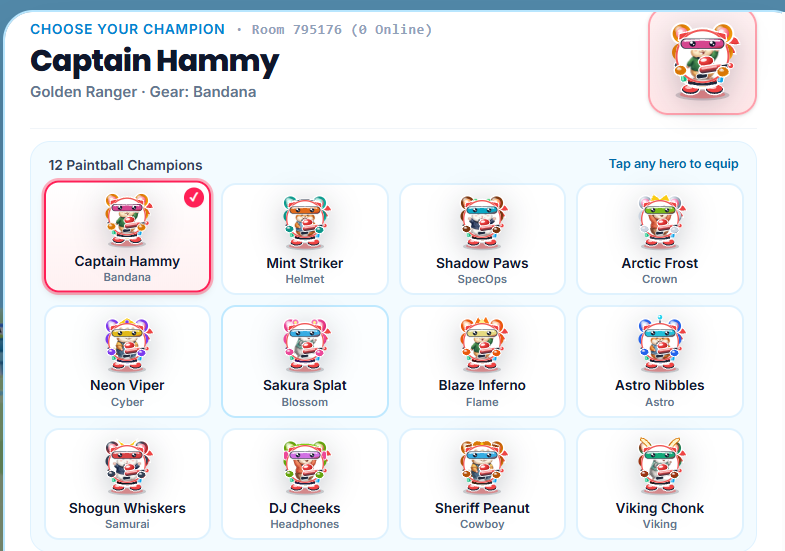 CHOOSE YOUR CHAMPION · Room 795176 (0 Online)
Captain Hammy
Golden Ranger · Gear: Bandana
12 Paintball Champions Tap any hero to equip
Captain Hammy Mint Striker Shadow Paws Arctic Frost
Bandana Helmet SpecOps Crown
Neon Viper Sakura Splat Blaze Inferno Astro Nibbles
Cyber Blossom Flame Astro
Shogun Whiskers DJ Cheeks Sheriff Peanut Viking Chonk
Samurai Headphones Cowboy Viking